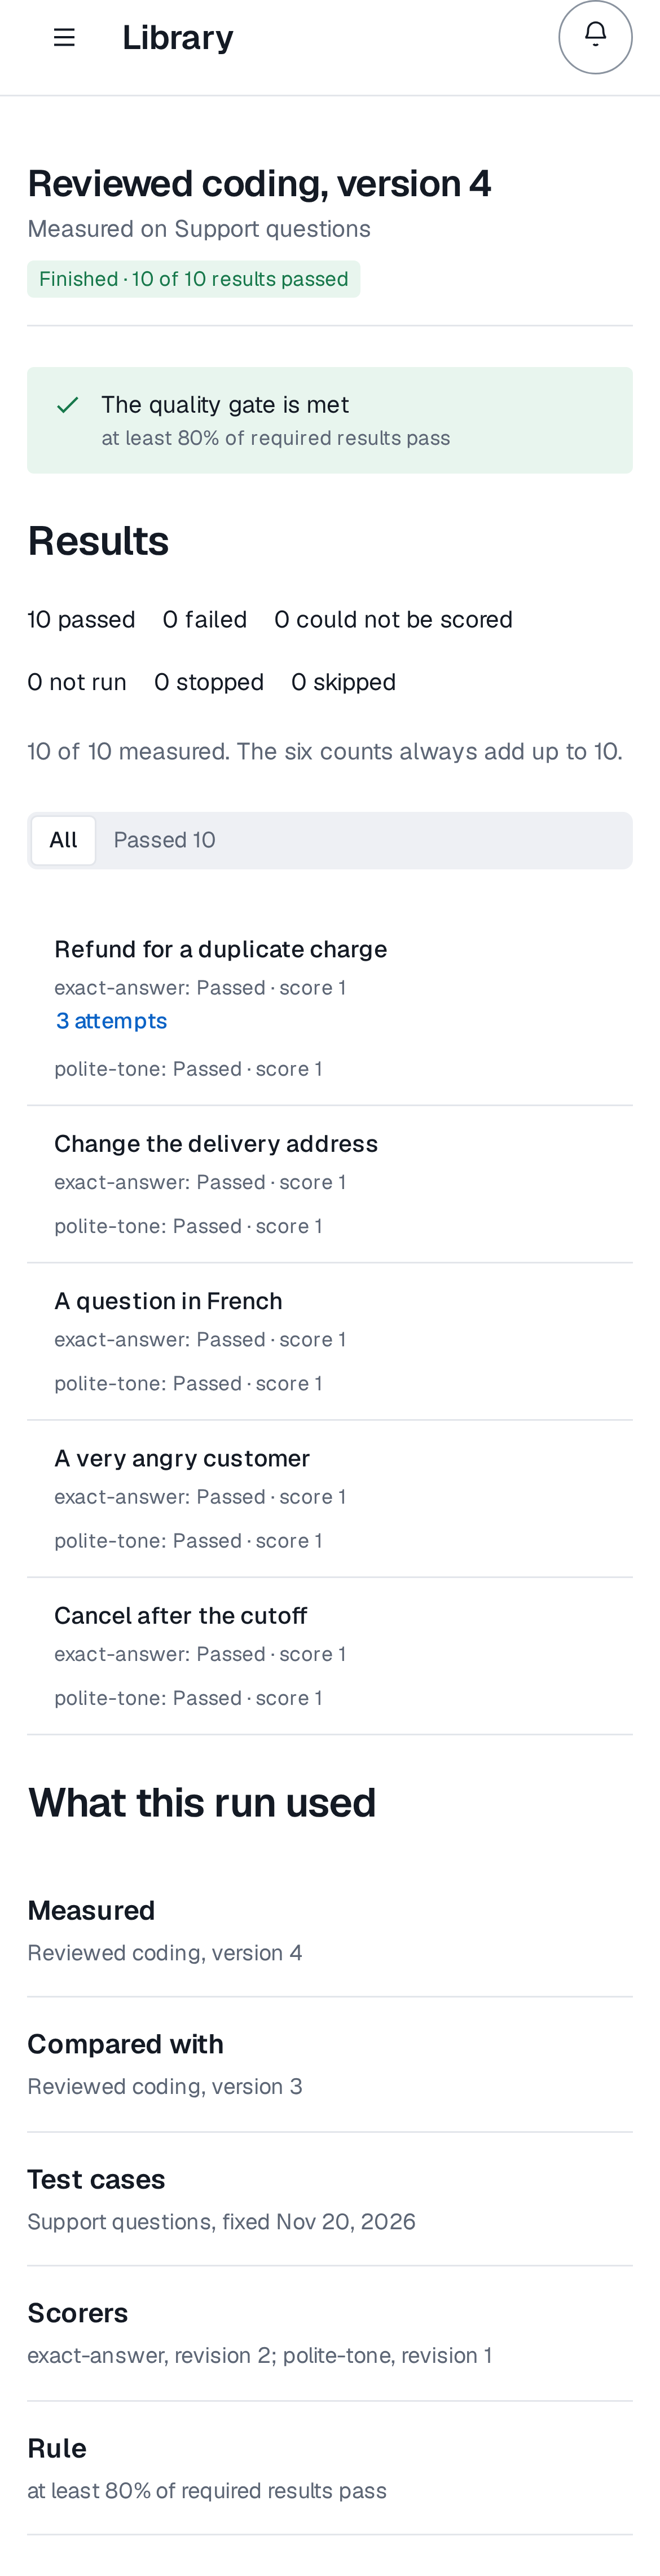 Library
Reviewed coding, version 4
Measured on Support questions
Finished · 10 of 10 results passed
The quality gate is met
at least 80% of required results pass
Results
10 passed 0 failed 0 could not be scored
0 not run 0 stopped 0 skipped
10 of 10 measured. The six counts always add up to 10.
All Passed 10
Refund for a duplicate charge
exact-answer: Passed · score 1
3 attempts
polite-tone: Passed · score 1
Change the delivery address
exact-answer: Passed · score 1
polite-tone: Passed · score 1
A question in French
exact-answer: Passed · score 1
polite-tone: Passed · score 1
A very angry customer
exact-answer: Passed · score 1
polite-tone: Passed · score 1
Cancel after the cutoff
exact-answer: Passed · score 1
polite-tone: Passed · score 1
What this run used
Measured
Reviewed coding, version 4
Compared with
Reviewed coding, version 3
Test cases
Support questions, fixed Nov 20, 2026
Scorers
exact-answer, revision 2; polite-tone, revision 1
Rule
at least 80% of required results pass